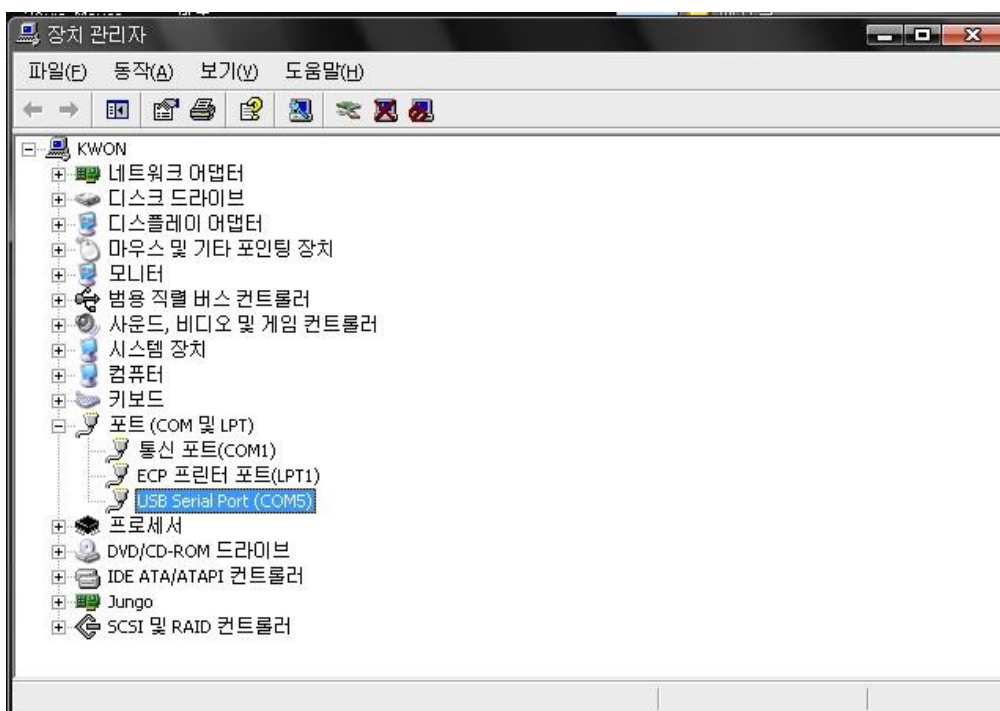 장치 관리자
파일(F) 동작(A) 보기(V) 도움말(H)
KWON
네트워크 어댑터
디스크 드라이브
디스플레이 어댑터
마우스 및 기타 포인팅 장치
모니터
범용 직렬 버스 컨트롤러
사운드, 비디오 및 게임 컨트롤러
시스템 장치
컴퓨터
키보드
포트 (COM 및 LPT)
통신 포트(COM1)
ECP 프린터 포트(LPT1)
USB Serial Port (COM5)
프로세서
DVD/CD-ROM 드라이브
IDE ATA/ATAPI 컨트롤러
Jungo
SCSI 및 RAID 컨트롤러